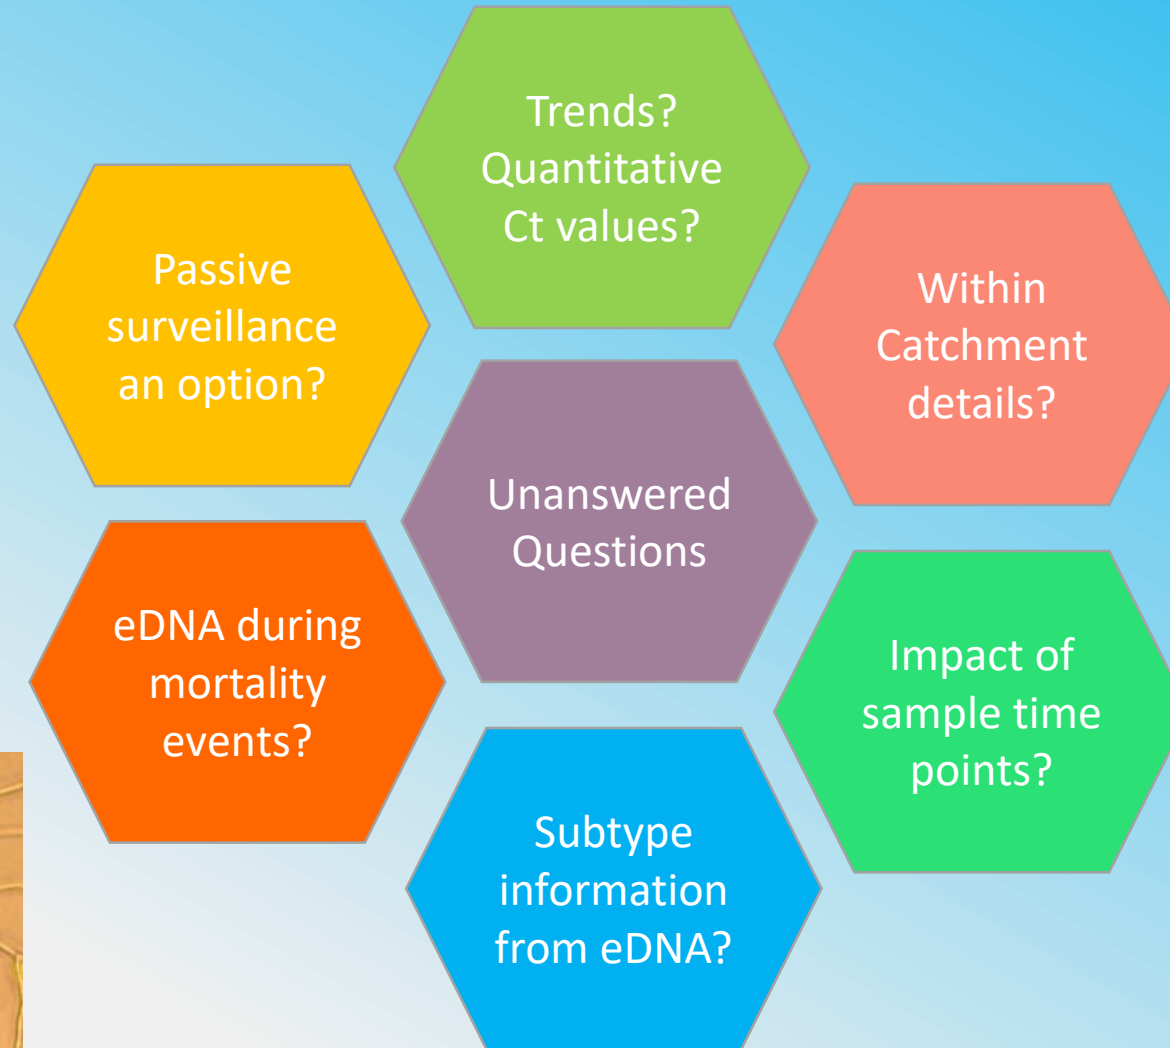 Trends?
Quantitative
Ct values?
Passive
surveillance
an option?
Within
Catchment
details?
Unanswered
Questions
eDNA during
mortality
events?
Impact of
sample time
points?
Subtype
information
from eDNA?